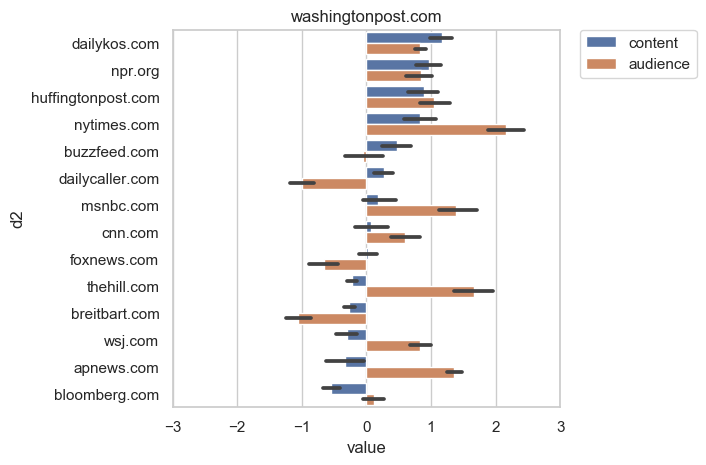 washingtonpost.com
dailykos.com
npr.org
huffingtonpost.com
nytimes.com
buzzfeed.com
dailycaller.com
msnbc.com
cnn.com
foxnews.com
thehill.com
breitbart.com
wsj.com
apnews.com
bloomberg.com
d2
−3 −2 −1 0 1 2 3
value
content
audience